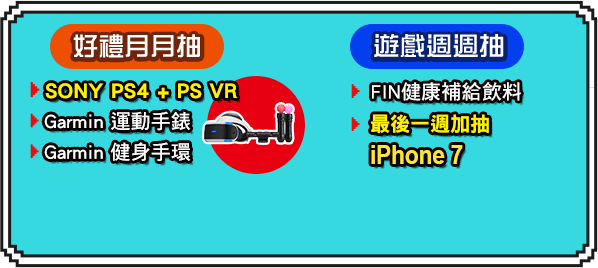 好禮月月抽
SONY PS4 + PS VR
Garmin 運動手錶
Garmin 健身手環
遊戲週週抽
FIN健康補給飲料
最後一週加抽
iPhone 7